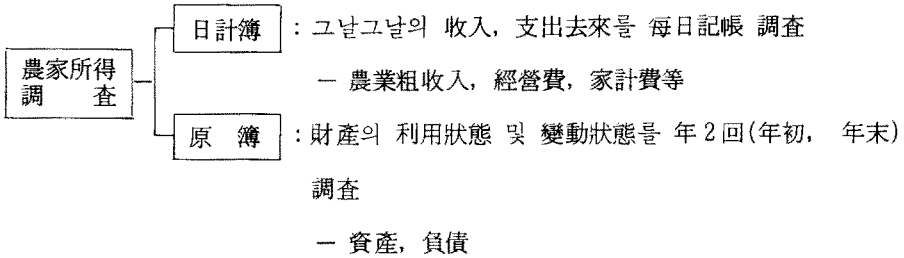 日計簿 : 그날그날의 收入, 支出去來를 每日記帳 調査
農家所得
調 査
— 農業粗收入, 經營費, 家計費等
原 簿 : 財產의 利用狀態 및 變動狀態를 年2回(年初, 年末)
調査
— 資產, 負債